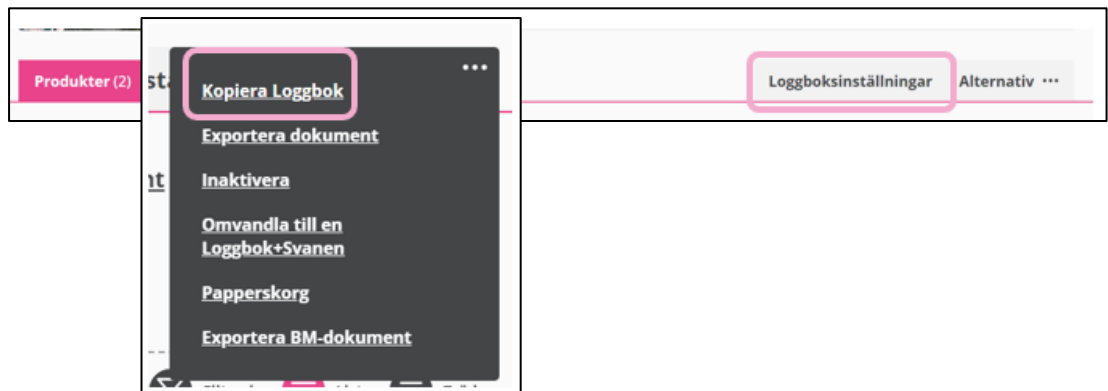 Produkter (2)
Loggboksinställningar
Alternativ ···
···
Kopiera Loggbok
Exportera dokument
Inaktivera
Omvandla till en
Loggbok+Svanen
Papperskorg
Exportera BM-dokument